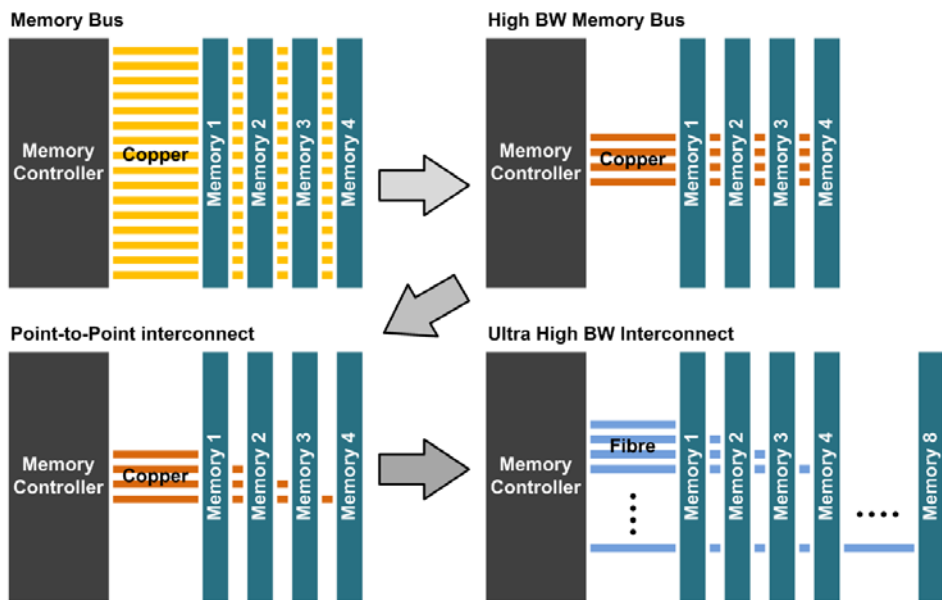 Memory Bus
Memory
Controller
Copper
Memory 1
Memory 2
Memory 3
Memory 4
High BW Memory Bus
Memory
Controller
Copper
Memory 1
Memory 2
Memory 3
Memory 4
Point-to-Point interconnect
Memory
Controller
Copper
Memory 1
Memory 2
Memory 3
Memory 4
Ultra High BW Interconnect
Memory
Controller
Fibre
Memory 1
Memory 2
Memory 3
Memory 4
Memory 8